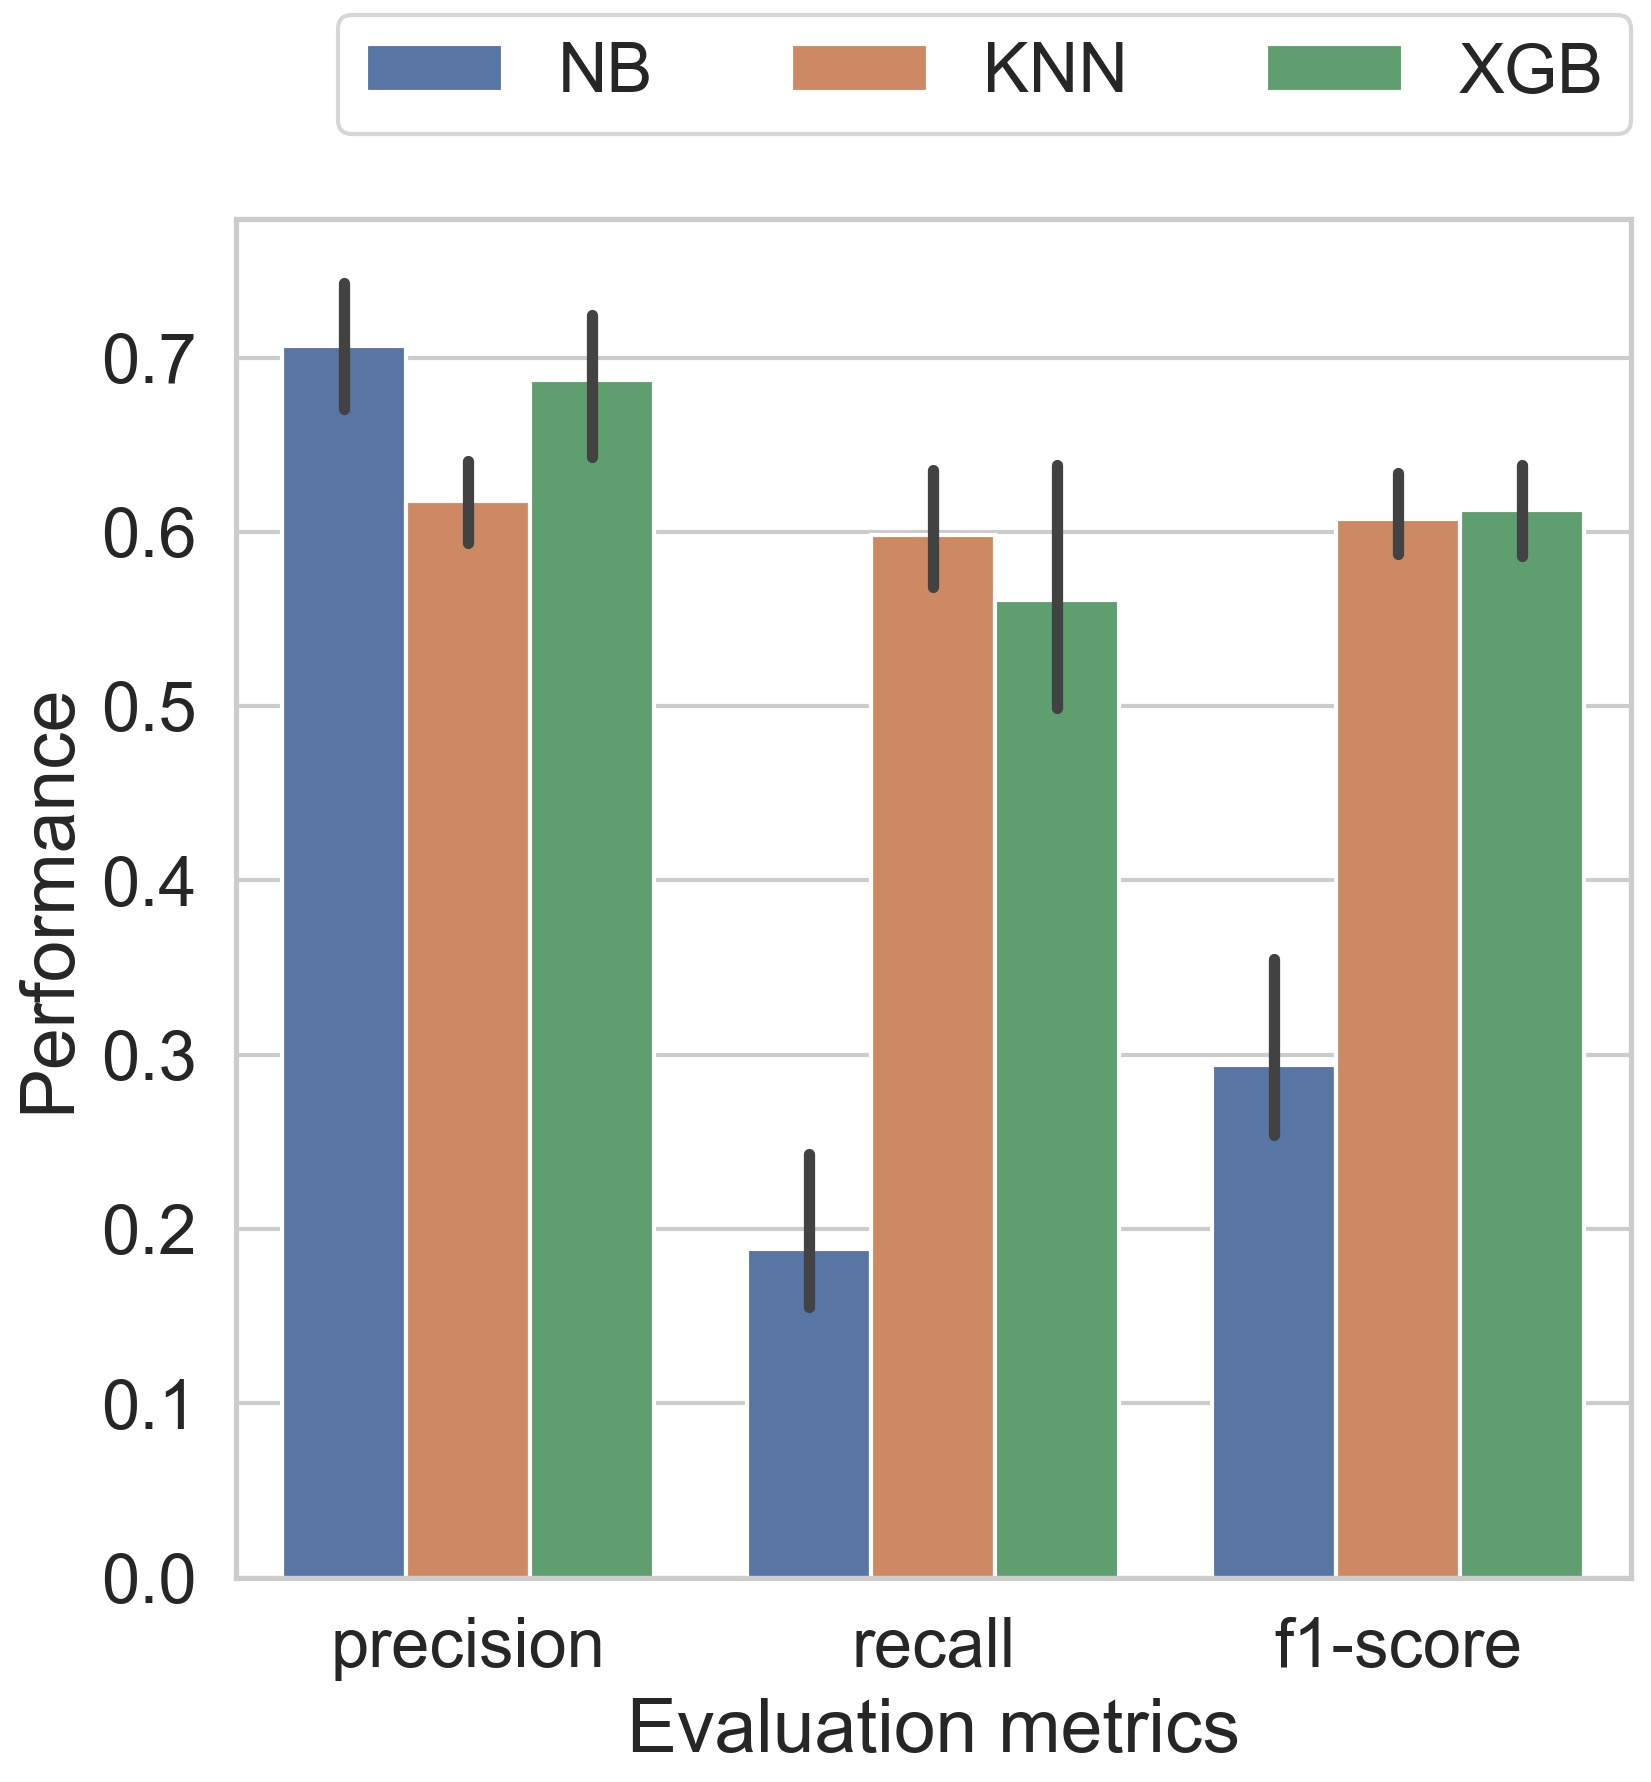 NB KNN XGB
Performance
0.7
0.6
0.5
0.4
0.3
0.2
0.1
0.0
precision recall f1-score
Evaluation metrics